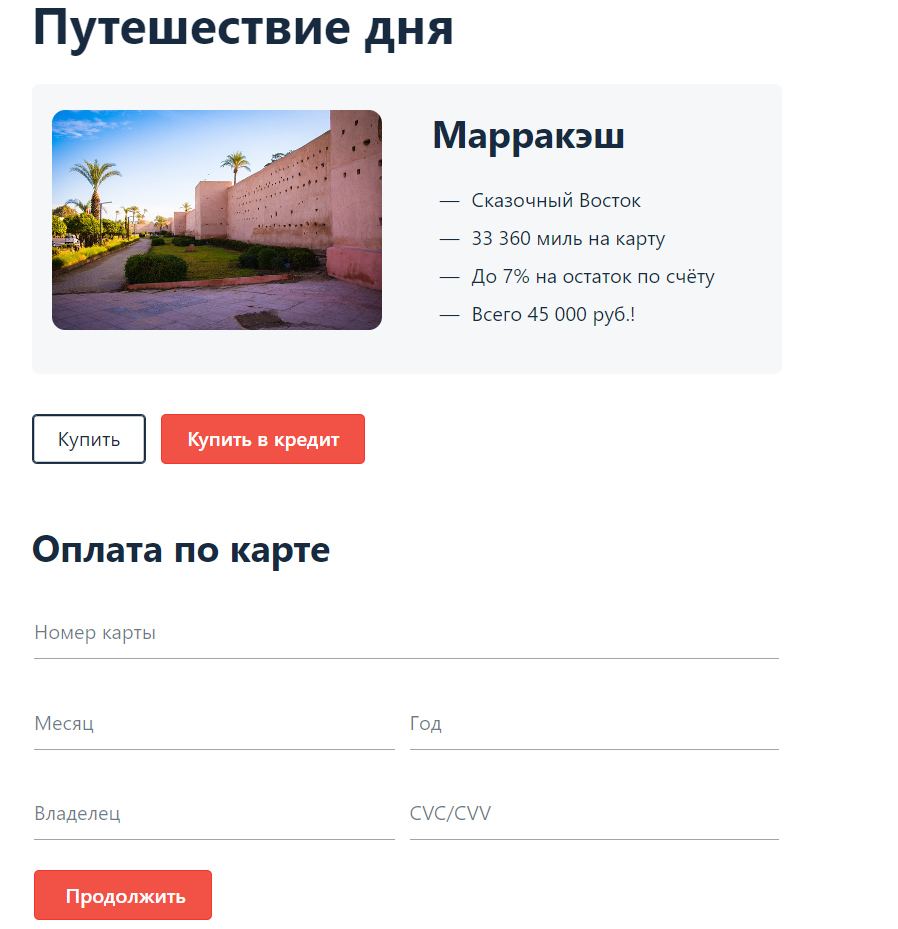 Путешествие дня
Марракэш
— Сказочный Восток
— 33 360 миль на карту
— До 7% на остаток по счёту
— Всего 45 000 руб.!
Купить
Купить в кредит
Оплата по карте
Номер карты
Месяц
Год
Владелец
CVC/CVV
Продолжить